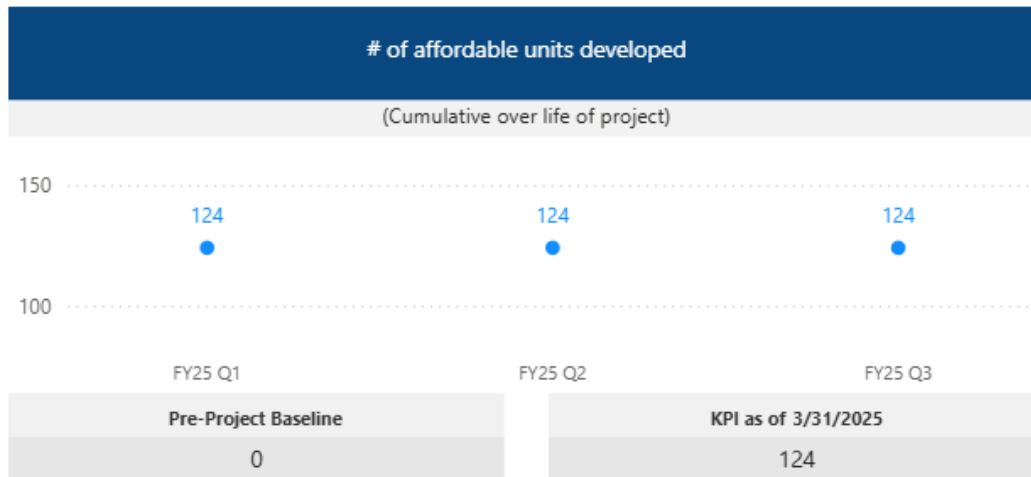 # of affordable units developed
(Cumulative over life of project)
150
124 124 124
100
FY25 Q1 FY25 Q2 FY25 Q3
Pre-Project Baseline KPI as of 3/31/2025
0 124